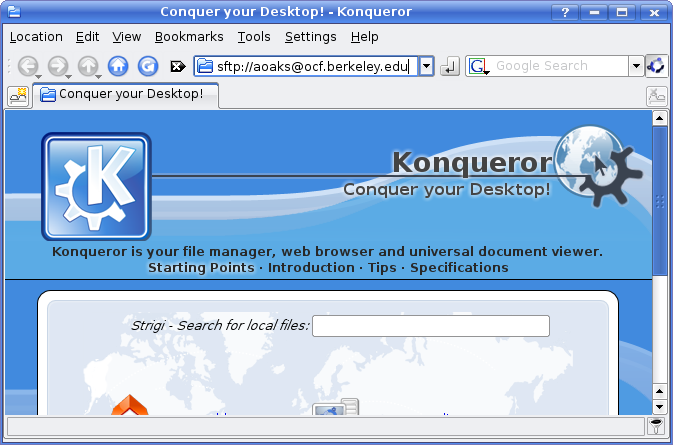 Conquer your Desktop! - Konqueror
Location Edit View Bookmarks Tools Settings Help
sftp://aoaks@ocf.berkeley.edu G Google Search
Conquer your Desktop!
K
Konqueror
Conquer your Desktop!
Konqueror is your file manager, web browser and universal document viewer.
Starting Points · Introduction · Tips · Specifications
Strigi - Search for local files: